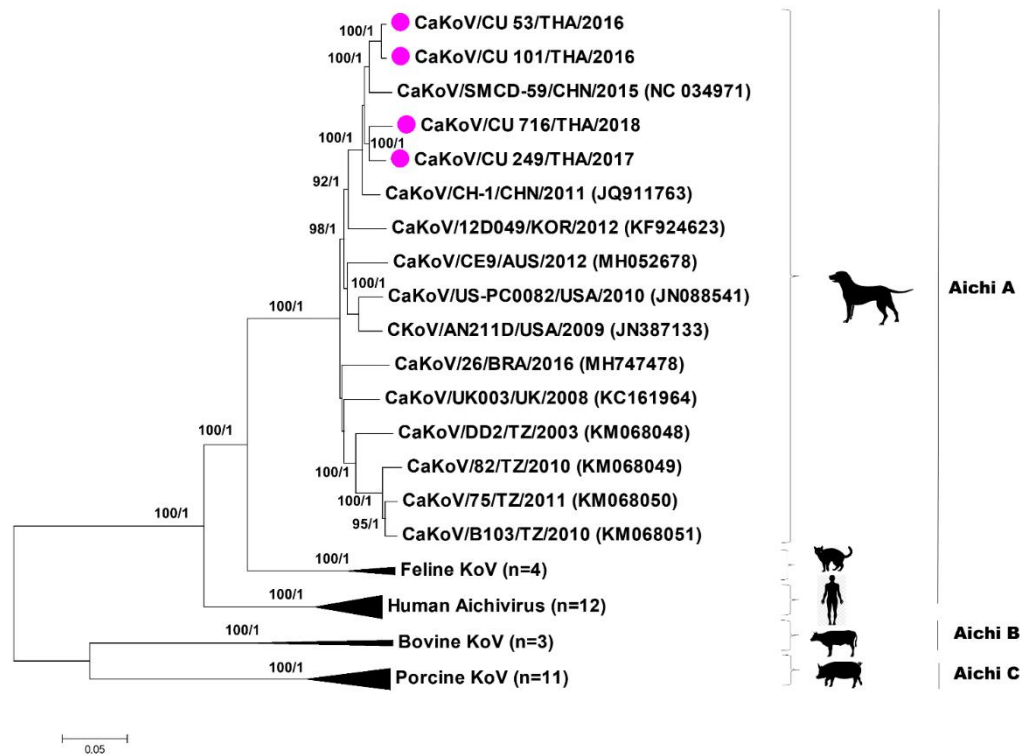 100/1
CaKoV/CU 53/THA/2016
100/1
CaKoV/CU 101/THA/2016
CaKoV/SMCD-59/CHN/2015 (NC 034971)
100/1
CaKoV/CU 716/THA/2018
100/1
CaKoV/CU 249/THA/2017
92/1
CaKoV/CH-1/CHN/2011 (JQ911763)
98/1
CaKoV/12D049/KOR/2012 (KF924623)
CaKoV/CE9/AUS/2012 (MH052678)
100/1
CaKoV/US-PC0082/USA/2010 (JN088541)
Aichi A
100/1
CKoV/AN211D/USA/2009 (JN387133)
CaKoV/26/BRA/2016 (MH747478)
CaKoV/UK003/UK/2008 (KC161964)
100/1
CaKoV/DD2/TZ/2003 (KM068048)
100/1
CaKoV/82/TZ/2010 (KM068049)
100/1
CaKoV/75/TZ/2011 (KM068050)
100/1
95/1
CaKoV/B103/TZ/2010 (KM068051)
100/1
Feline KoV (n=4)
100/1
Human Aichivirus (n=12)
100/1
Bovine KoV (n=3)
Aichi B
100/1
Porcine KoV (n=11)
Aichi C
0.05